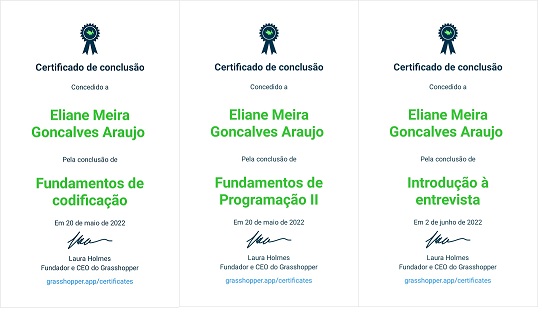 Certificado de conclusão
Concedido a
Eliane Meira
Goncalves Araujo
Pela conclusão de
Fundamentos de
codificação
Em 20 de maio de 2022
Laura Holmes
Fundador e CEO do Grasshopper
grasshopper.app/certificates
Certificado de conclusão
Concedido a
Eliane Meira
Goncalves Araujo
Pela conclusão de
Fundamentos de
Programação II
Em 20 de maio de 2022
Laura Holmes
Fundador e CEO do Grasshopper
grasshopper.app/certificates
Certificado de conclusão
Concedido a
Eliane Meira
Goncalves Araujo
Pela conclusão de
Introdução à
entrevista
Em 2 de junho de 2022
Laura Holmes
Fundador e CEO do Grasshopper
grasshopper.app/certificates